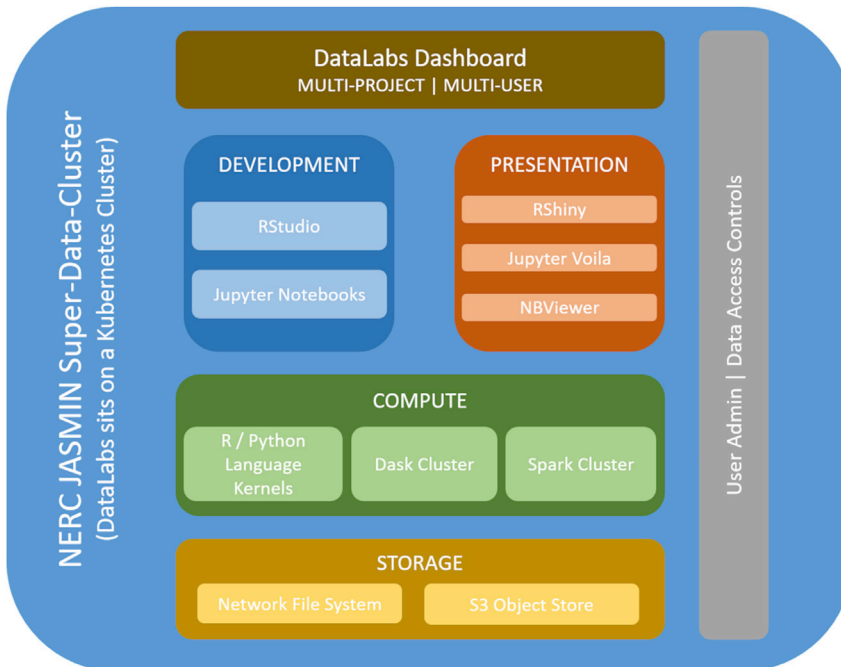 NERC JASMIN Super-Data-Cluster
(DataLabs sits on a Kubernetes Cluster)
DataLabs Dashboard
MULTI-PROJECT | MULTI-USER
DEVELOPMENT
RStudio
Jupyter Notebooks
PRESENTATION
RShiny
Jupyter Voila
NBViewer
COMPUTE
R / Python
Language
Kernels
Dask Cluster
Spark Cluster
STORAGE
Network File System
S3 Object Store
User Admin | Data Access Controls